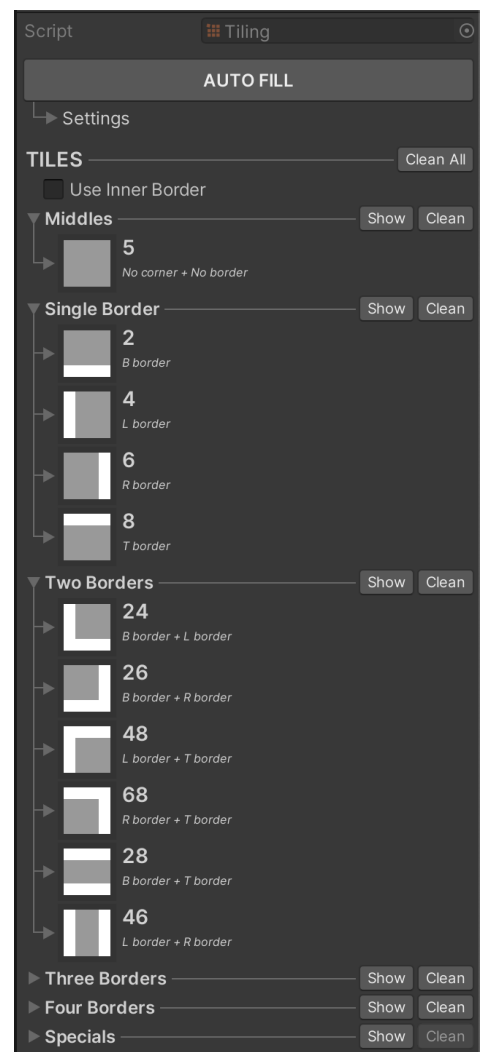 Script Tiling
AUTO FILL
Settings
TILES Clean All
Use Inner Border
Middles Show Clean
5
No corner + No border
Single Border Show Clean
2
B border
4
L border
6
R border
8
T border
Two Borders Show Clean
24
B border + L border
26
B border + R border
48
L border + T border
68
R border + T border
28
B border + T border
46
L border + R border
Three Borders Show Clean
Four Borders Show Clean
Specials Show Clean